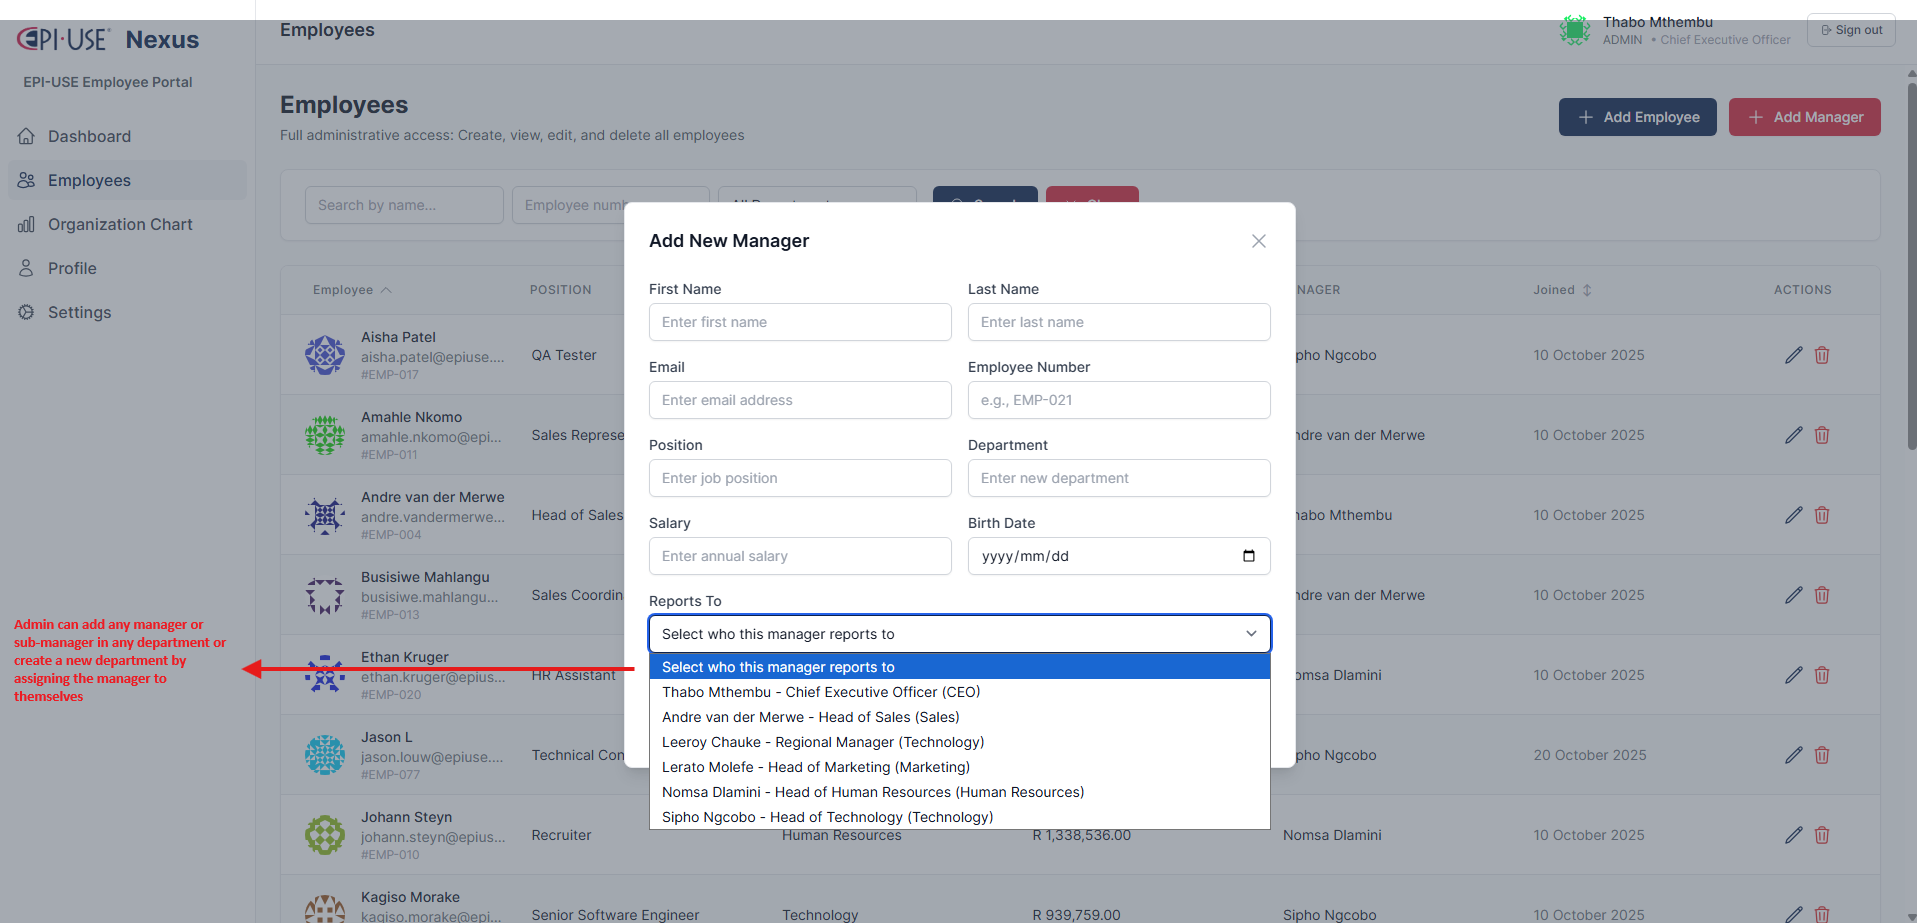 EPI·USE Nexus
EPI-USE Employee Portal
Dashboard
Employees
Organization Chart
Profile
Settings
Employees
Thabo Mthembu
ADMIN • Chief Executive Officer
Sign out
Employees
Full administrative access: Create, view, edit, and delete all employees
Add Employee
Add Manager
Search by name...
Employee numb
Employee
POSITION
NAGER
Joined
ACTIONS
Aisha Patel
aisha.patel@epiuse....
#EMP-017
QA Tester
pho Ngcobo
10 October 2025
Amahle Nkomo
amahle.nkomo@epi...
#EMP-011
Sales Represe
ndre van der Merwe
10 October 2025
Andre van der Merwe
andre.vandermerwe...
#EMP-004
Head of Sales
habo Mthembu
10 October 2025
Busisiwe Mahlangu
busisiwe.mahlangu...
#EMP-013
Sales Coordin
ndre van der Merwe
10 October 2025
Ethan Kruger
ethan.kruger@epius...
#EMP-020
HR Assistant
omsa Dlamini
10 October 2025
Jason L
jason.louw@epiuse....
#EMP-077
Technical Con
pho Ngcobo
20 October 2025
Johann Steyn
johann.steyn@epius...
#EMP-010
Recruiter
Human Resources
R 1,338,536.00
Nomsa Dlamini
10 October 2025
Kagiso Morake
kagiso.morake@epi...
Senior Software Engineer
Technology
R 939,759.00
Sipho Ngcobo
10 October 2025
Add New Manager
First Name
Last Name
Enter first name
Enter last name
Email
Employee Number
Enter email address
e.g., EMP-021
Position
Department
Enter job position
Enter new department
Salary
Birth Date
Enter annual salary
yyyy/mm/dd
Reports To
Select who this manager reports to
Select who this manager reports to
Thabo Mthembu - Chief Executive Officer (CEO)
Andre van der Merwe - Head of Sales (Sales)
Leeroy Chauke - Regional Manager (Technology)
Lerato Molefe - Head of Marketing (Marketing)
Nomsa Dlamini - Head of Human Resources (Human Resources)
Sipho Ngcobo - Head of Technology (Technology)
Admin can add any manager or
sub-manager in any department or
create a new department by
assigning the manager to
themselves